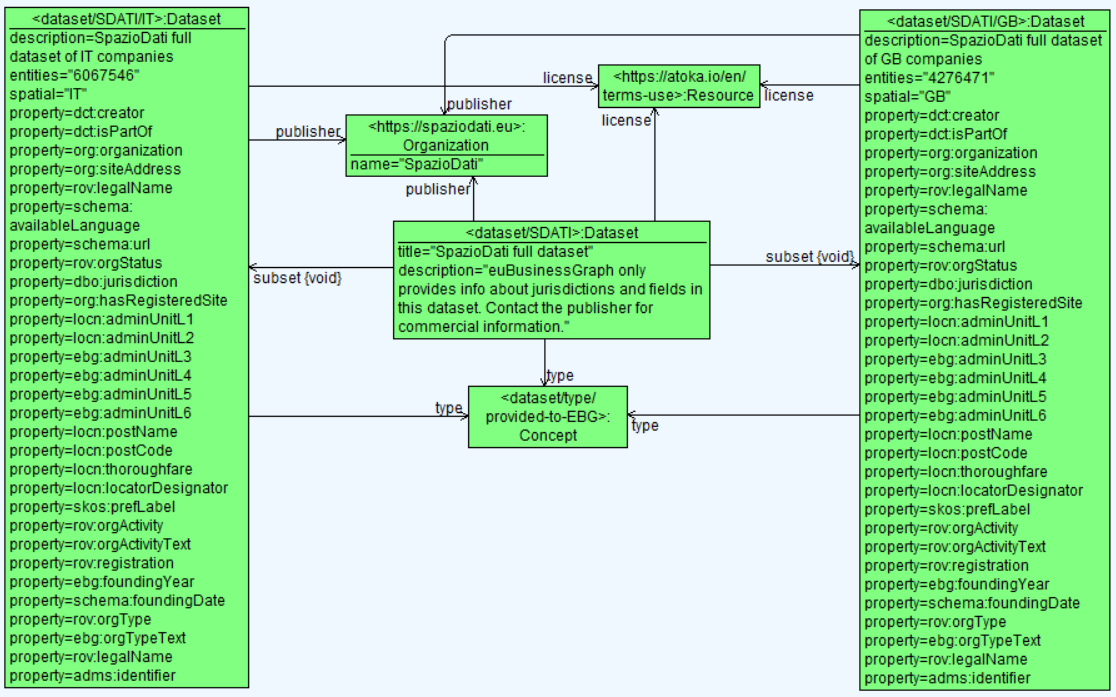 <dataset/SDATI/IT>:Dataset
description=SpazioDati full
dataset of IT companies
entities="6067546"
spatial="IT"
property=dct:creator
property=dct:isPartOf
property=org:organization
property=org:siteAddress
property=rov:legalName
property=schema:
availableLanguage
property=schema:url
property=rov:orgStatus
property=dbo:jurisdiction
property=org:hasRegisteredSite
property=locn:adminUnitL1
property=locn:adminUnitL2
property=ebg:adminUnitL3
property=ebg:adminUnitL4
property=ebg:adminUnitL5
property=ebg:adminUnitL6
property=locn:postName
property=locn:postCode
property=locn:thoroughfare
property=locn:locatorDesignator
property=skos:prefLabel
property=rov:orgActivity
property=rov:orgActivityText
property=rov:registration
property=ebg:foundingYear
property=schema:foundingDate
property=rov:orgType
property=ebg:orgTypeText
property=rov:legalName
property=adms:identifier
license
<https://atoka.io/en/
terms-use>:Resource
license
license
publisher
publisher
<https://spaziodati.eu>:
Organization
name="SpazioDati"
publisher
<dataset/SDATI>:Dataset
title="SpazioDati full dataset"
description="euBusinessGraph only
provides info about jurisdictions and fields in
this dataset. Contact the publisher for
commercial information."
subset {void}
subset {void}
type
<dataset/type/
provided-to-EBG>:
Concept
type
type
<dataset/SDATI/GB>:Dataset
description=SpazioDati full dataset
of GB companies
entities="4276471"
spatial="GB"
property=dct:creator
property=dct:isPartOf
property=org:organization
property=org:siteAddress
property=rov:legalName
property=schema:
availableLanguage
property=schema:url
property=rov:orgStatus
property=dbo:jurisdiction
property=org:hasRegisteredSite
property=locn:adminUnitL1
property=locn:adminUnitL2
property=ebg:adminUnitL3
property=ebg:adminUnitL4
property=ebg:adminUnitL5
property=ebg:adminUnitL6
property=locn:postName
property=locn:postCode
property=locn:thoroughfare
property=locn:locatorDesignator
property=skos:prefLabel
property=rov:orgActivity
property=rov:orgActivityText
property=rov:registration
property=ebg:foundingYear
property=schema:foundingDate
property=rov:orgType
property=ebg:orgTypeText
property=rov:legalName
property=adms:identifier